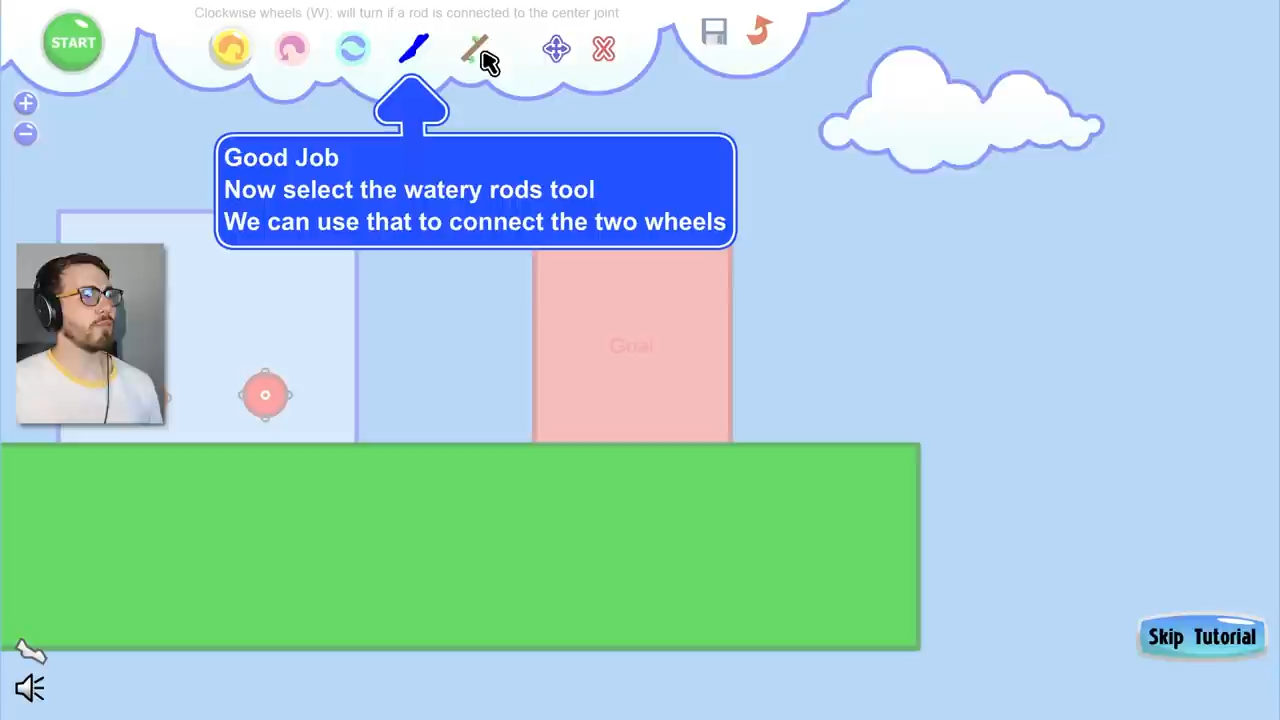 Clockwise wheels (W): will turn if a rod is connected to the center joint
START
Good Job
Now select the watery rods tool
We can use that to connect the two wheels
Goal
Skip Tutorial